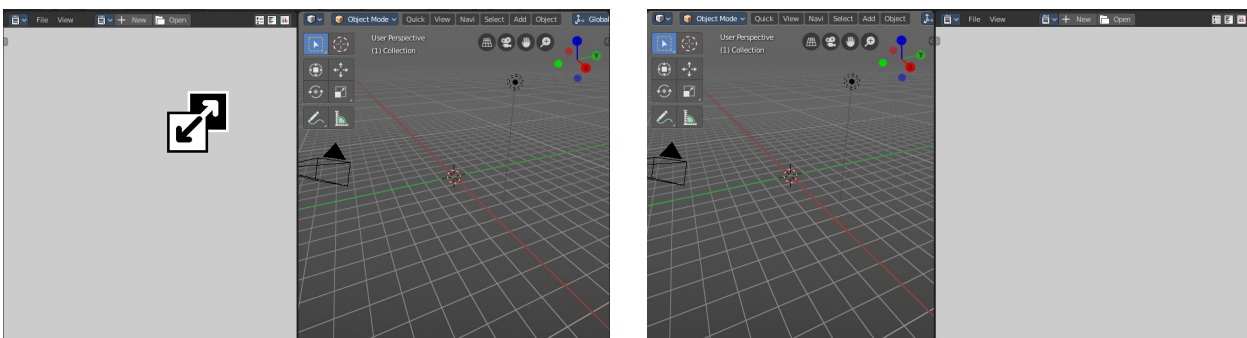 File View New Open
Object Mode Quick View Navi Select Add Object Global
User Perspective
(1) Collection
Y
Object Mode Quick View Navi Select Add Object
File View New Open
User Perspective
(1) Collection
Y